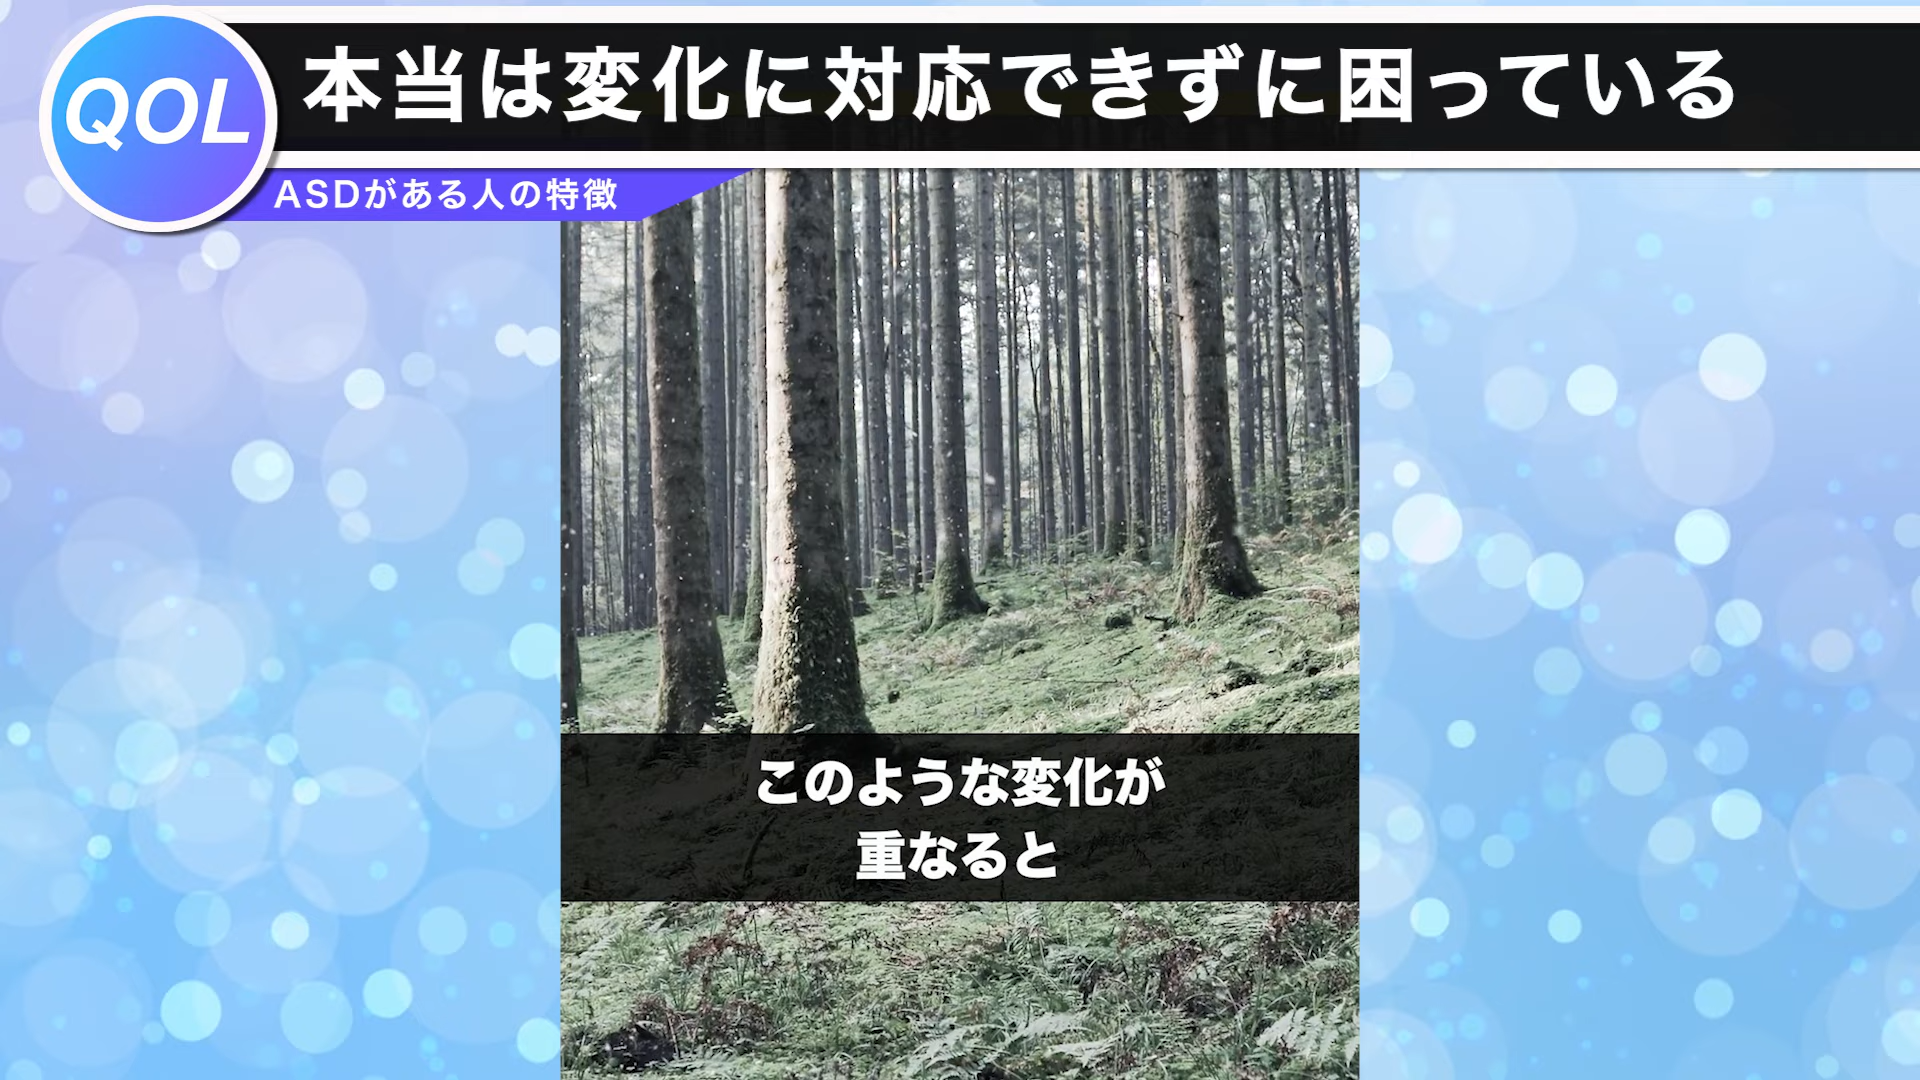 QOL
本当は変化に対応できずに困っている
ASDがある人の特徴
このような変化が
重なると